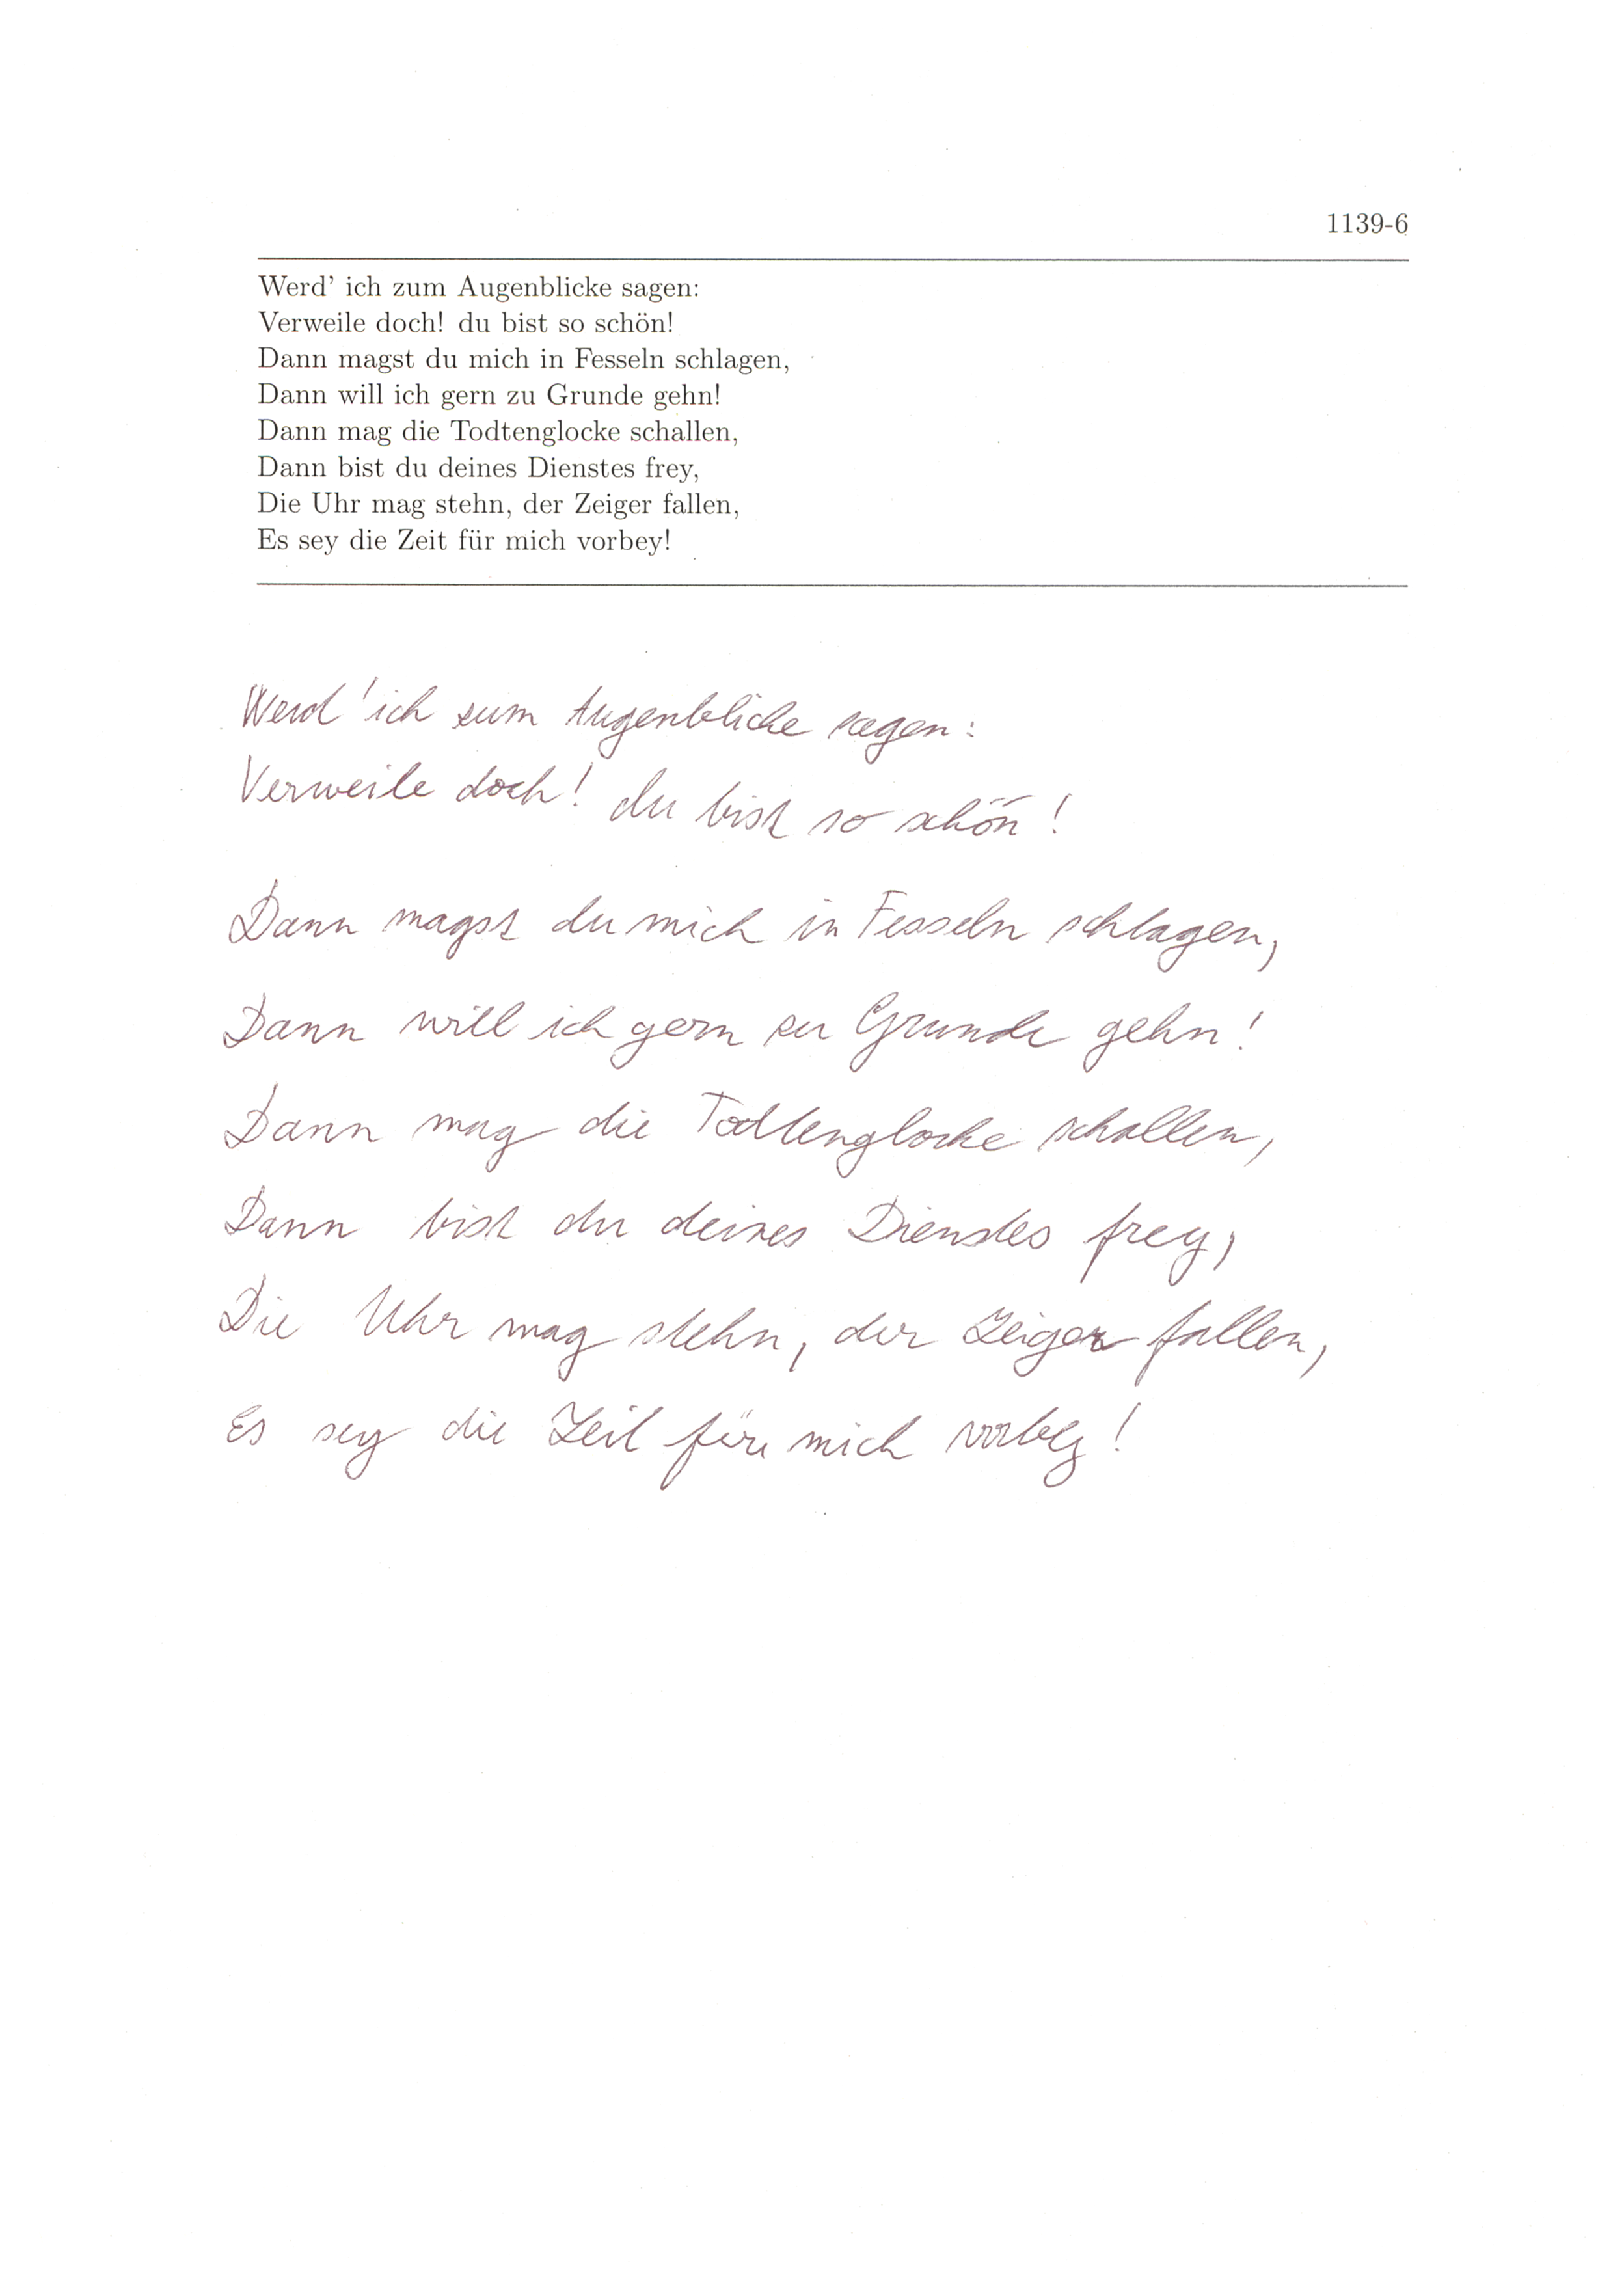 1139-6
Werd' ich zum Augenblicke sagen:
Verweile doch! du bist so schön!
Dann magst du mich in Fesseln schlagen,
Dann will ich gern zu Grunde gehn!
Dann mag die Todtenglocke schallen,
Dann bist du deines Dienstes frey,
Die Uhr mag stehn, der Zeiger fallen,
Es sey die Zeit für mich vorbey!
Werd' ich zum Augenblicke sagen:
Verweile doch! du bist so schön!
Dann magst du mich in Fesseln schlagen,
Dann will ich gern zu Grunde gehn!
Dann mag die Todtenglocke schallen,
Dann bist du deines Dienstes frey,
Die Uhr mag stehn, der Zeiger fallen,
Es sey die Zeit für mich vorbey!